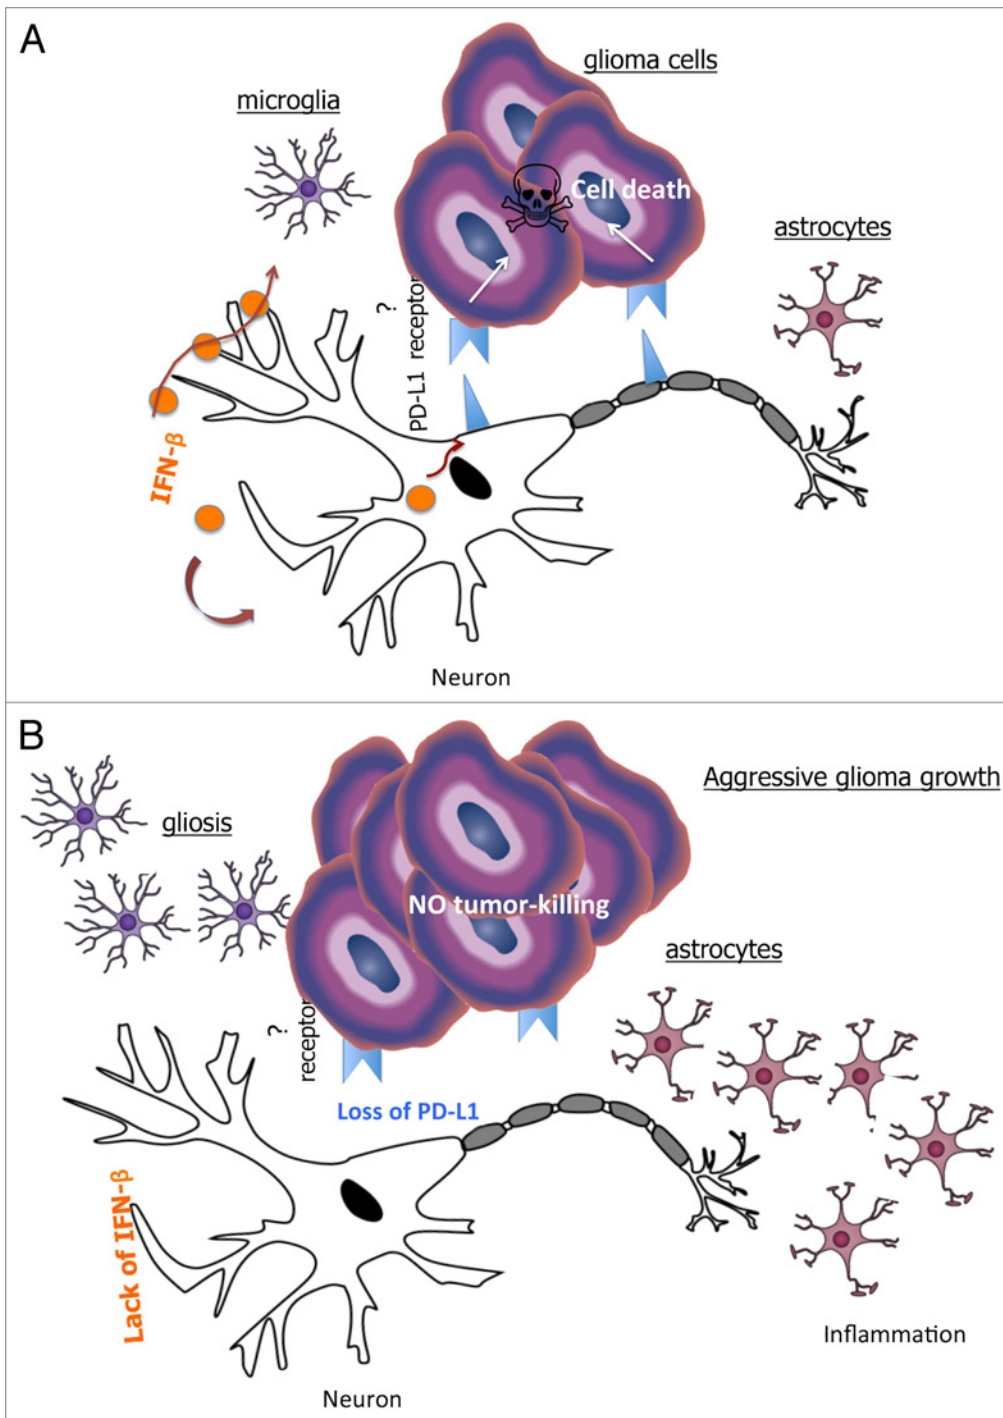 A
glioma cells
microglia
Cell death
astrocytes
?
PD-L1 receptor
IFN-β
Neuron
B
Aggressive glioma growth
gliosis
NO tumor-killing
astrocytes
?
receptor
Loss of PD-L1
Lack of IFN-β
Inflammation
Neuron